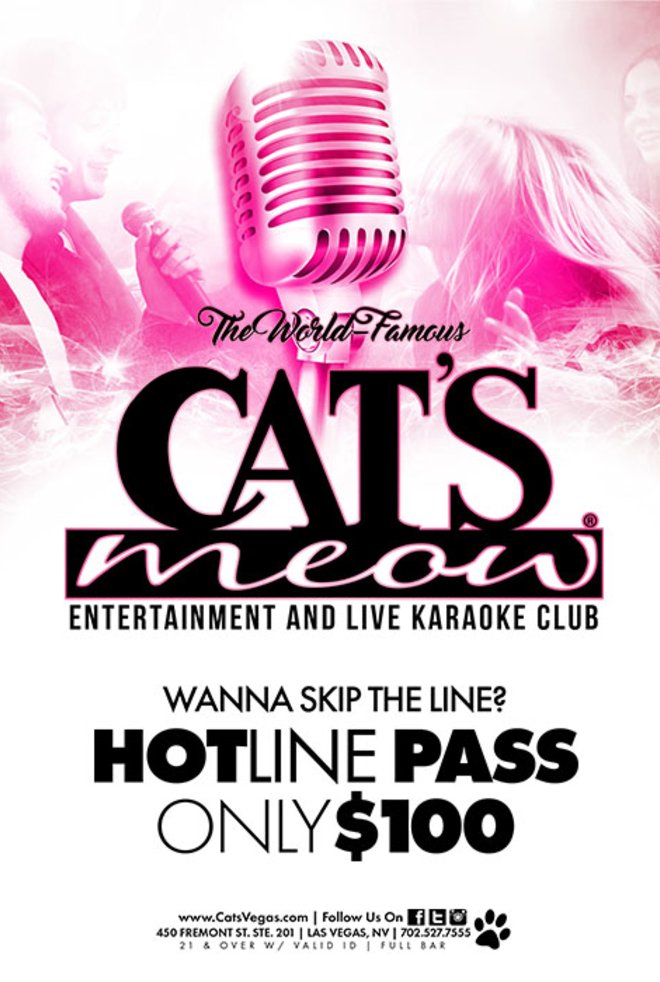 The World-Famous
CAT'S
meow®
ENTERTAINMENT AND LIVE KARAOKE CLUB
WANNA SKIP THE LINE?
HOTLINE PASS
ONLY $100
www.CatsVegas.com | Follow Us On
450 FREMONT ST. STE. 201 | LAS VEGAS, NV | 702.527.7555
21 & OVER W/ VALID ID | FULL BAR